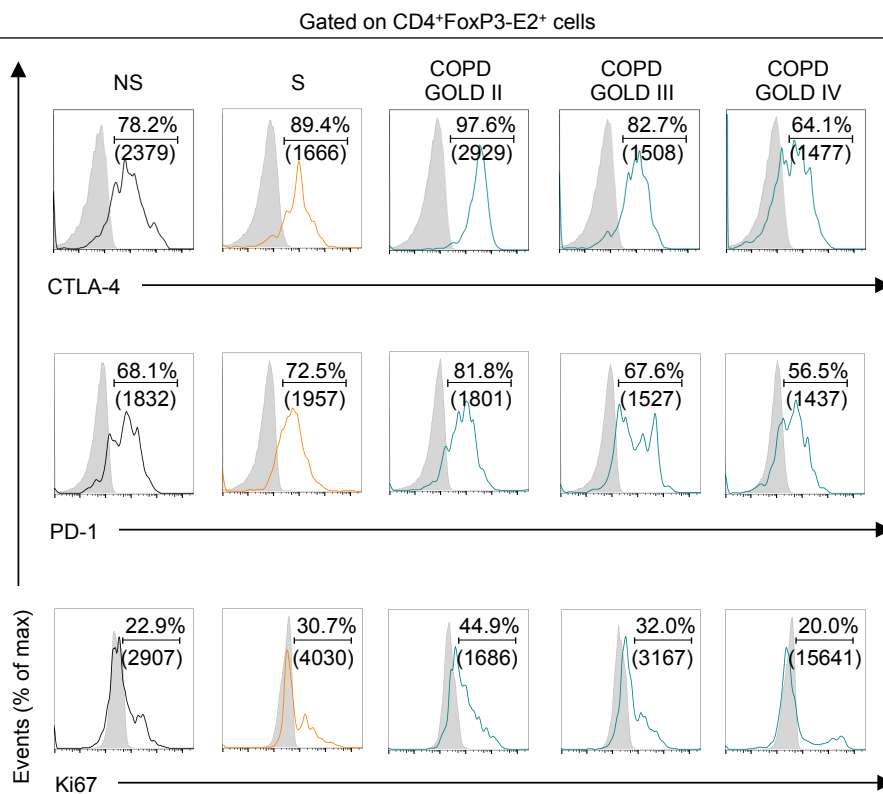 Gated on CD4⁺FoxP3-E2⁺ cells
NS
S
COPD
GOLD II
COPD
GOLD III
COPD
GOLD IV
78.2%
(2379)
89.4%
(1666)
97.6%
(2929)
82.7%
(1508)
64.1%
(1477)
CTLA-4
68.1%
(1832)
72.5%
(1957)
81.8%
(1801)
67.6%
(1527)
56.5%
(1437)
PD-1
22.9%
(2907)
30.7%
(4030)
44.9%
(1686)
32.0%
(3167)
20.0%
(15641)
Ki67
Events (% of max)